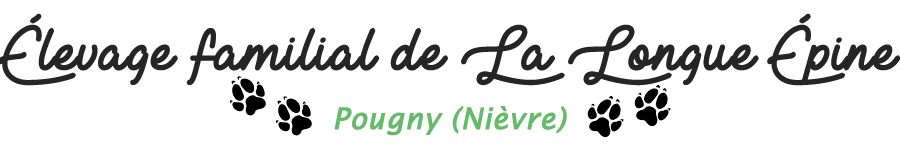 Élevage familial de La Longue Épine
Pougny (Nièvre)